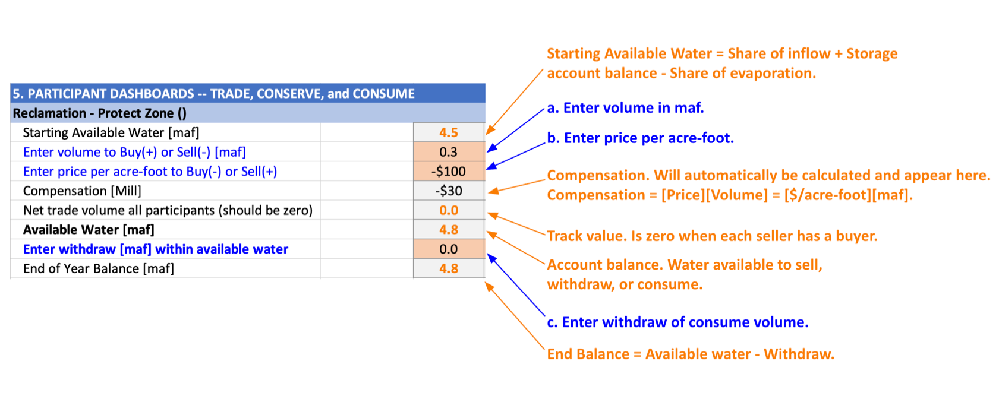 Starting Available Water = Share of inflow + Storage
account balance - Share of evaporation.
5. PARTICIPANT DASHBOARDS -- TRADE, CONSERVE, and CONSUME
Reclamation - Protect Zone ()
Starting Available Water [maf] 4.5
a. Enter volume in maf.
Enter volume to Buy(+) or Sell(-) [maf] 0.3
b. Enter price per acre-foot.
Enter price per acre-foot to Buy(-) or Sell(+) -$100
Compensation [Mill] -$30
Compensation. Will automatically be calculated and appear here.
Compensation = [Price][Volume] = [$/acre-foot][maf].
Net trade volume all participants (should be zero) 0.0
Track value. Is zero when each seller has a buyer.
Available Water [maf] 4.8
Account balance. Water available to sell,
withdraw, or consume.
Enter withdraw [maf] within available water 0.0
c. Enter withdraw of consume volume.
End of Year Balance [maf] 4.8
End Balance = Available water - Withdraw.